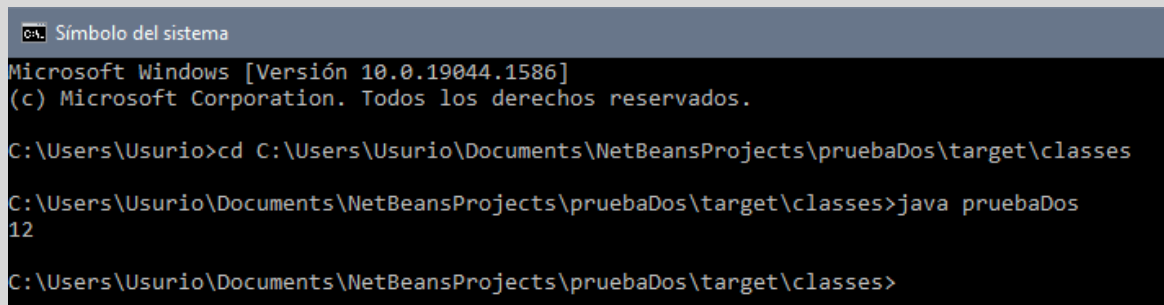 Símbolo del sistema
Microsoft Windows [Versión 10.0.19044.1586]
(c) Microsoft Corporation. Todos los derechos reservados.
C:\Users\Usurio>cd C:\Users\Usurio\Documents\NetBeansProjects\pruebaDos\target\classes
C:\Users\Usurio\Documents\NetBeansProjects\pruebaDos\target\classes>java pruebaDos
12
C:\Users\Usurio\Documents\NetBeansProjects\pruebaDos\target\classes>